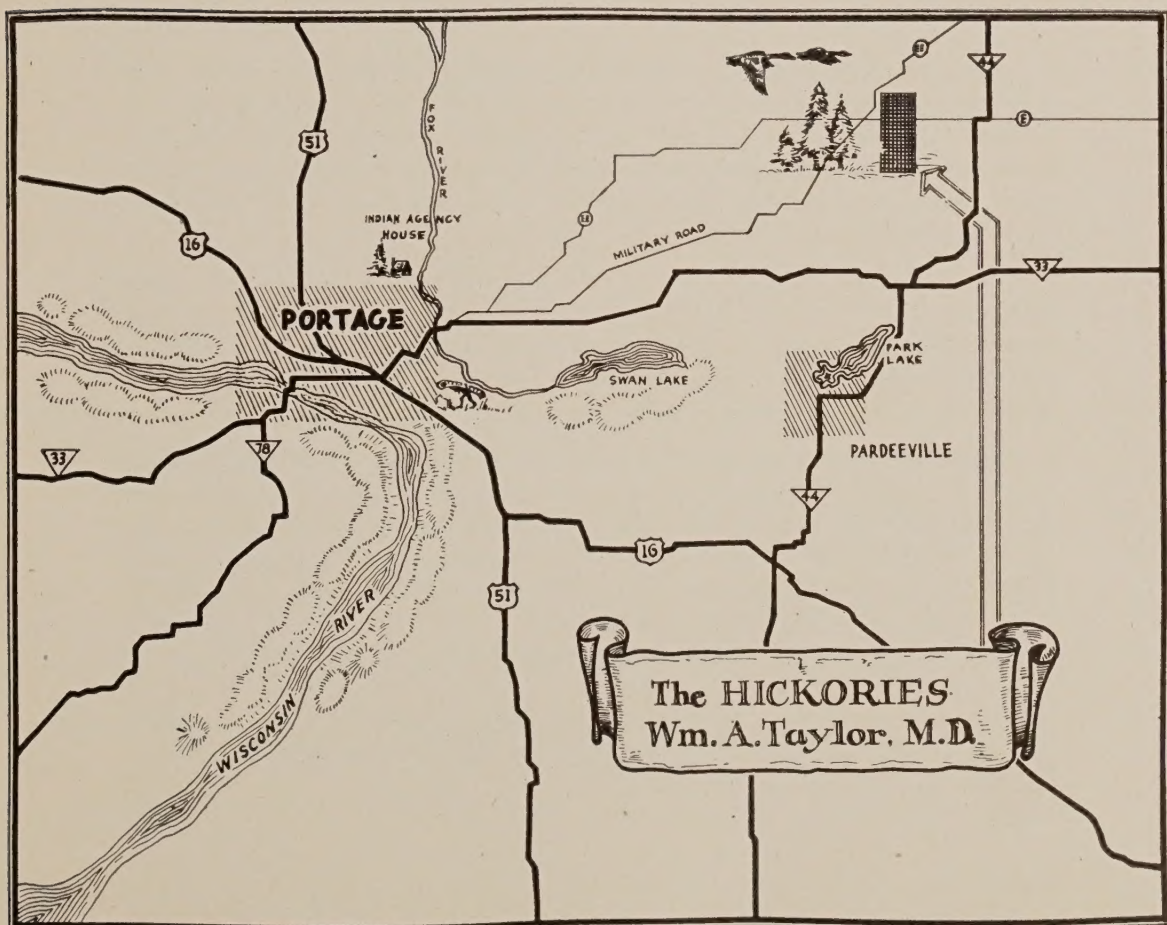 44
51
FOX RIVER
E
INDIAN AGENCY
HOUSE
16
MILITARY ROAD
33
PORTAGE
PARK
LAKE
SWAN LAKE
33
78
PARDEEVILLE
44
16
51
WISCONSIN RIVER
The HICKORIES
Wm. A. Taylor, M.D.